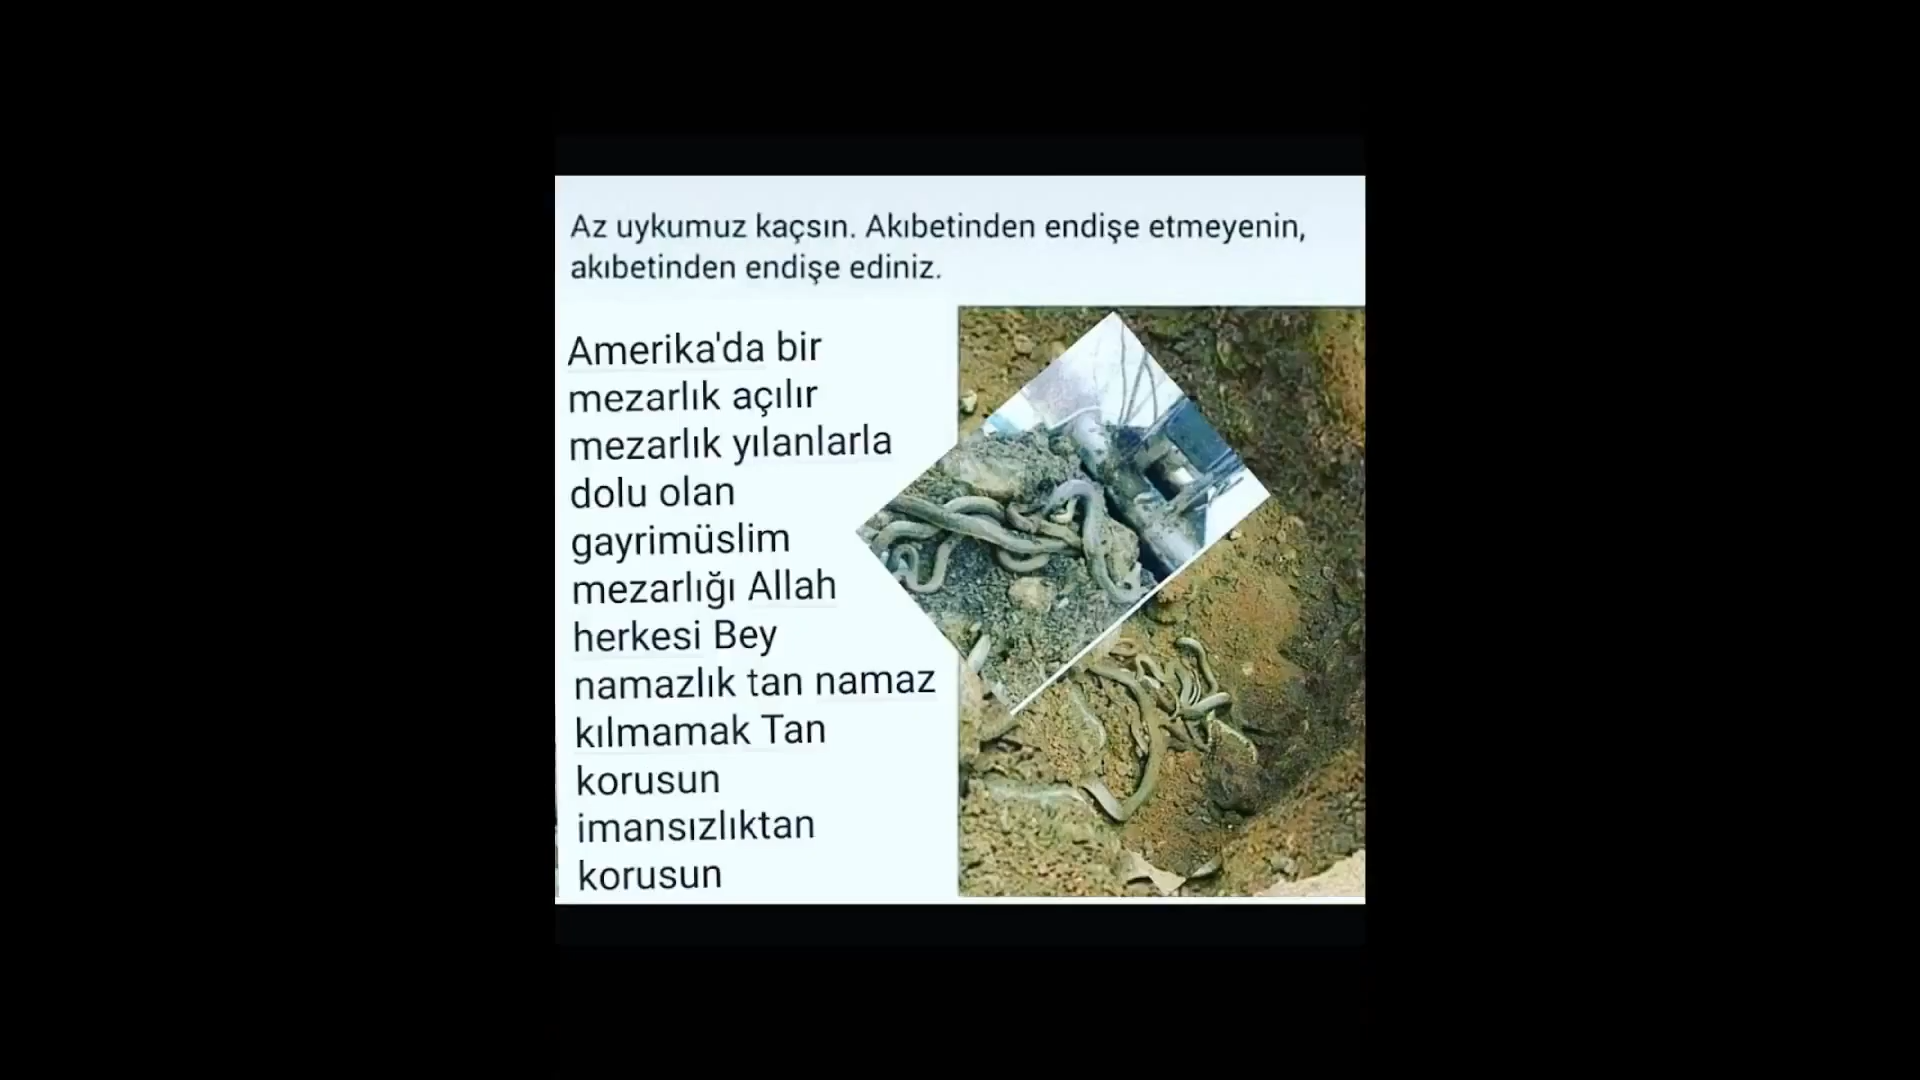 Az uykumuz kaçsın. Akıbetinden endişe etmeyenin,
akıbetinden endişe ediniz.
Amerika'da bir
mezarlık açılır
mezarlık yılanlarla
dolu olan
gayrimüslim
mezarlığı Allah
herkesi Bey
namazlık tan namaz
kılmamak Tan
korusun
imansızlıktan
korusun